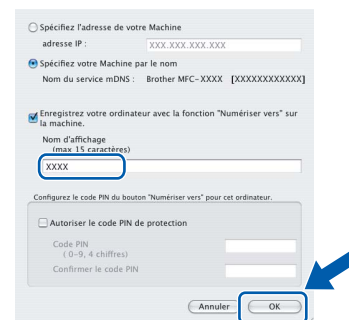 Spécifiez l'adresse de votre Machine
adresse IP : XXX.XXX.XXX.XXX
Spécifiez votre Machine par le nom
Nom du service mDNS : Brother MFC-XXXX [XXXXXXXXXXXX]
Enregistrez votre ordinateur avec la fonction "Numériser vers" sur
la machine.
Nom d'affichage
(max 15 caractères)
XXXX
Configurez le code PIN du bouton "Numériser vers" pour cet ordinateur.
Autoriser le code PIN de protection
Code PIN
( 0-9, 4 chiffres)
Confirmer le code PIN
Annuler OK